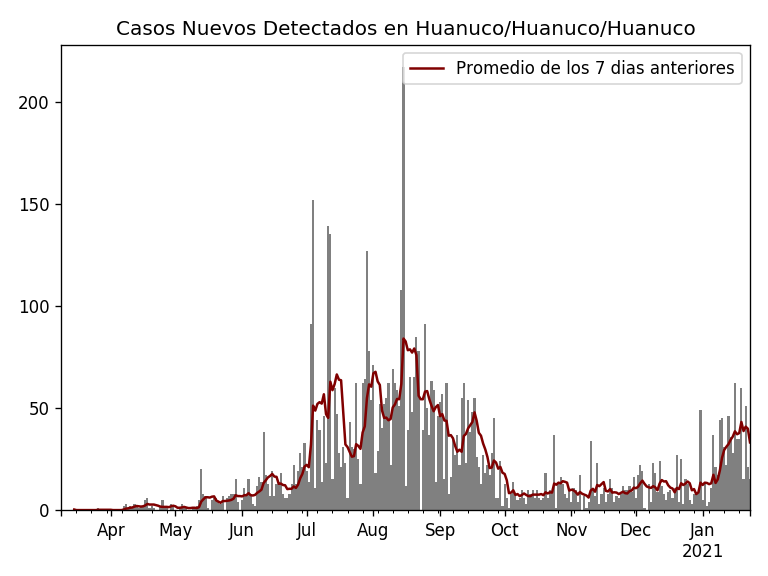 Casos Nuevos Detectados en Huanuco/Huanuco/Huanuco
Promedio de los 7 dias anteriores
200
150
100
50
0
Apr May Jun Jul Aug Sep Oct Nov Dec Jan
2021